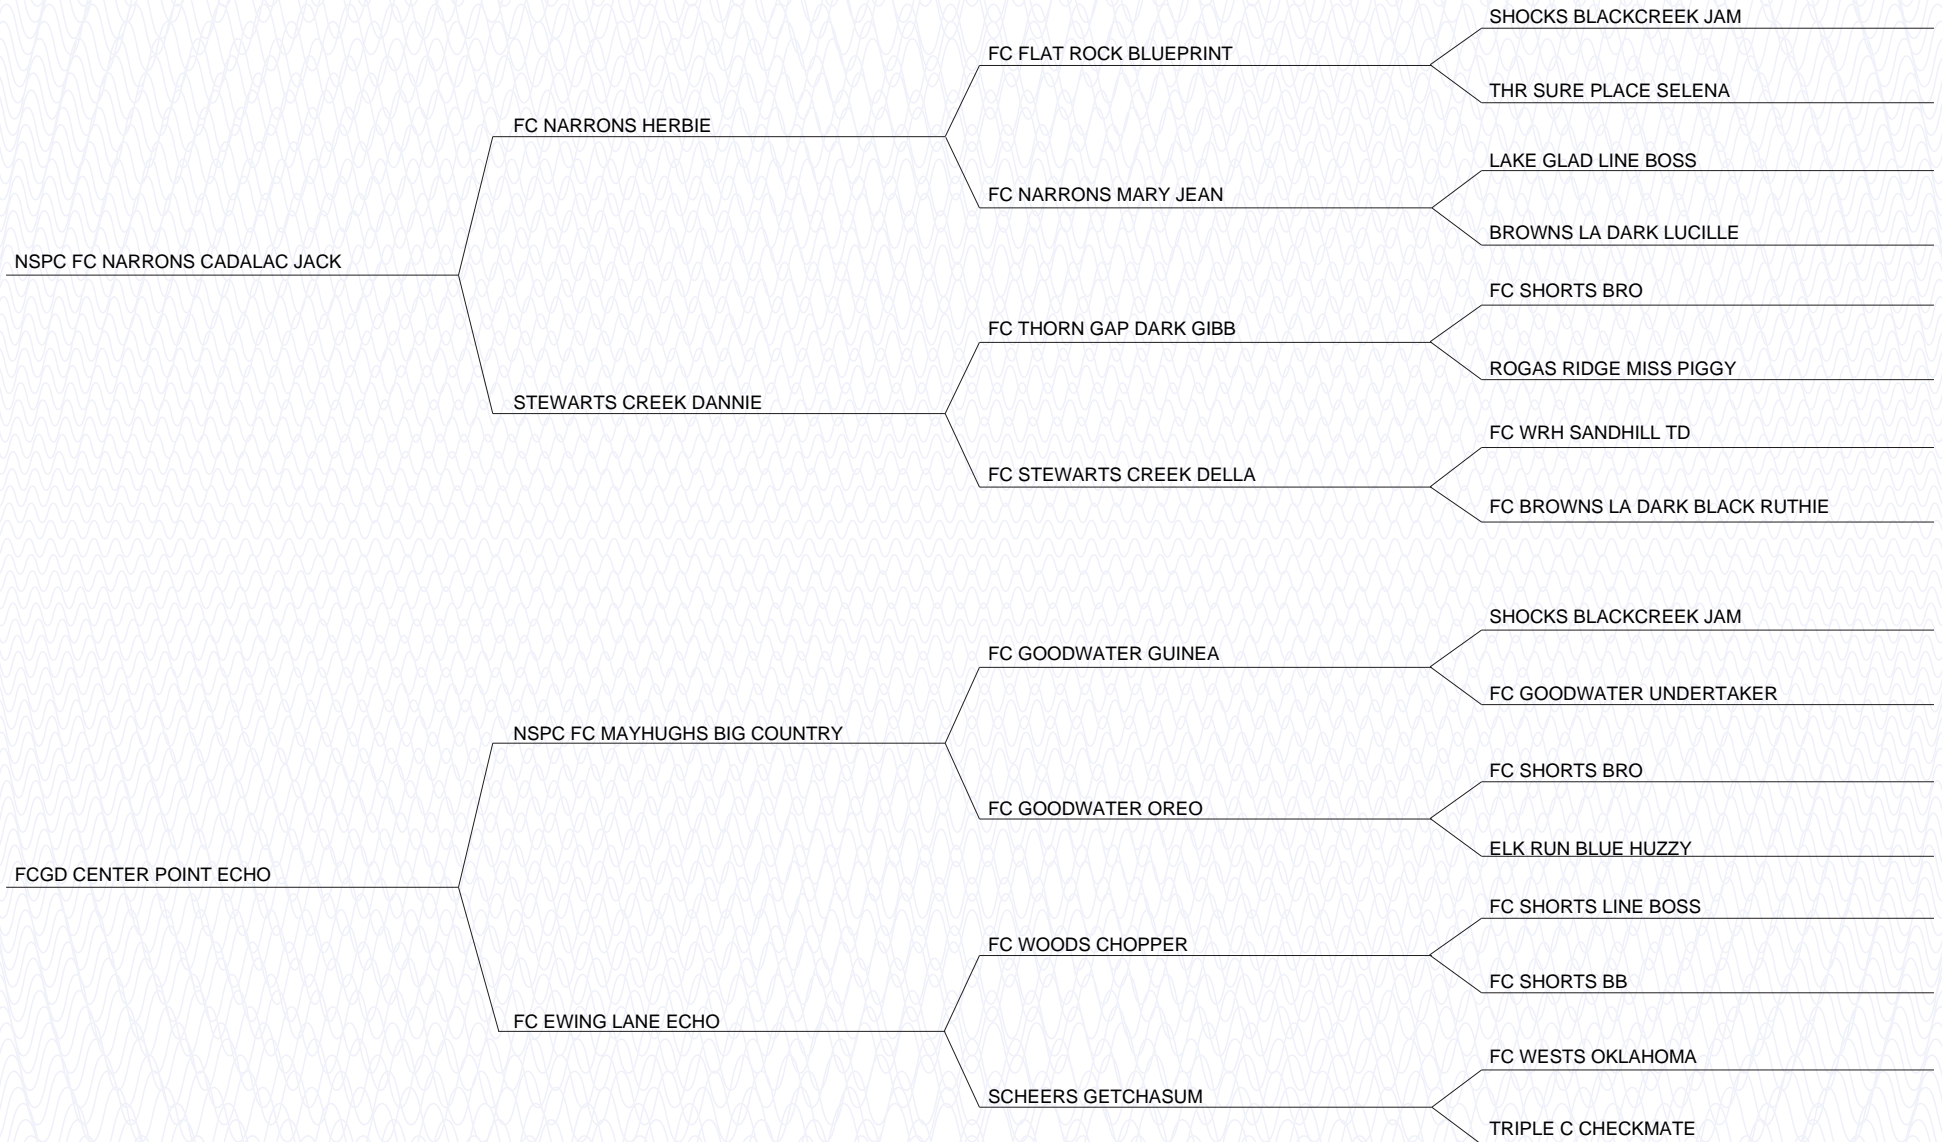 SHOCKS BLACKCREEK JAM
FC FLAT ROCK BLUEPRINT
THR SURE PLACE SELENA
FC NARRONS HERBIE
LAKE GLAD LINE BOSS
FC NARRONS MARY JEAN
BROWNS LA DARK LUCILLE
NSPC FC NARRONS CADALAC JACK
FC SHORTS BRO
FC THORN GAP DARK GIBB
ROGAS RIDGE MISS PIGGY
STEWARTS CREEK DANNIE
FC WRH SANDHILL TD
FC STEWARTS CREEK DELLA
FC BROWNS LA DARK BLACK RUTHIE
SHOCKS BLACKCREEK JAM
FC GOODWATER GUINEA
FC GOODWATER UNDERTAKER
NSPC FC MAYHUGHS BIG COUNTRY
FC SHORTS BRO
FC GOODWATER OREO
ELK RUN BLUE HUZZY
FCGD CENTER POINT ECHO
FC SHORTS LINE BOSS
FC WOODS CHOPPER
FC SHORTS BB
FC EWING LANE ECHO
FC WESTS OKLAHOMA
SCHEERS GETCHASUM
TRIPLE C CHECKMATE